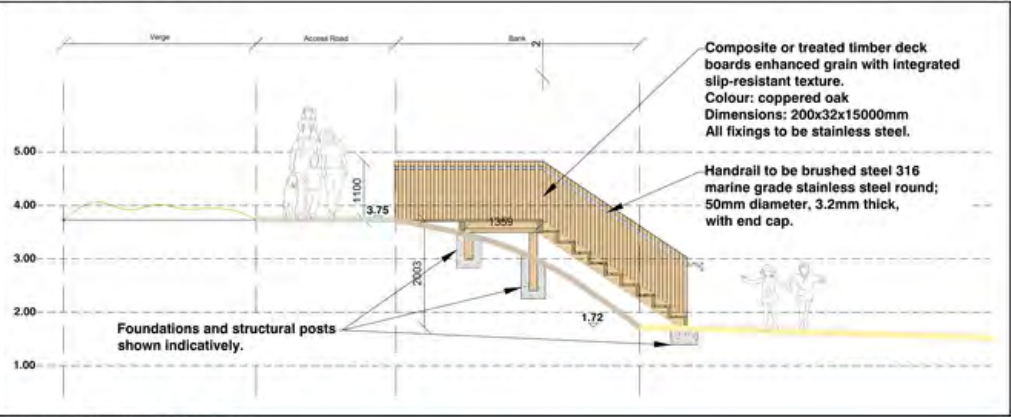 Verge
Access Road
Bank
2
Composite or treated timber deck
boards enhanced grain with integrated
slip-resistant texture.
Colour: coppered oak
Dimensions: 200x32x15000mm
All fixings to be stainless steel.
5.00
Handrail to be brushed steel 316
marine grade stainless steel round;
50mm diameter, 3.2mm thick,
with end cap.
1100
4.00
3.75
1359
3.00
2003
2.00
1.72
Foundations and structural posts
shown indicatively.
1.00